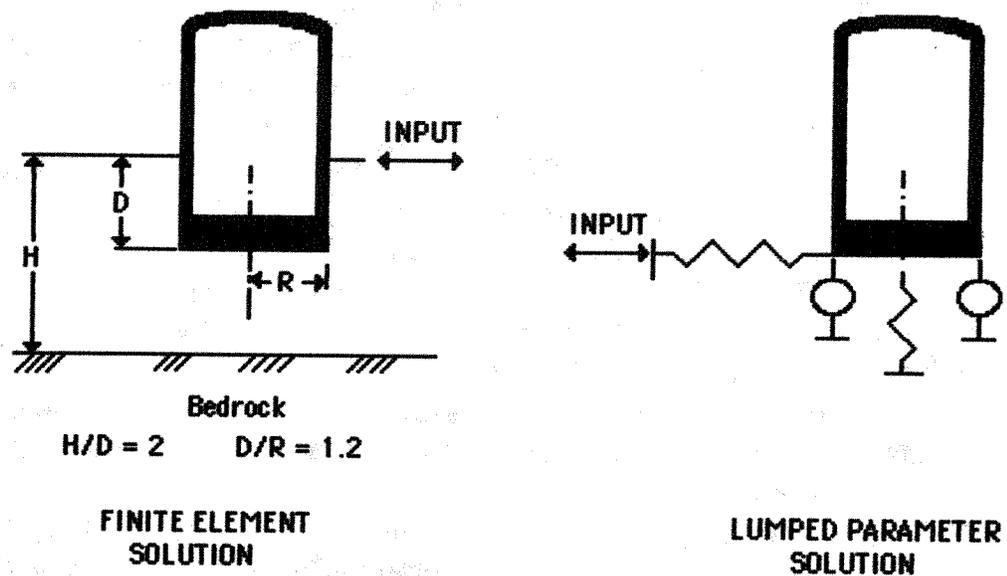 INPUT
D
H
R
Bedrock
H/D = 2 D/R = 1.2
FINITE ELEMENT
SOLUTION
INPUT
LUMPED PARAMETER
SOLUTION